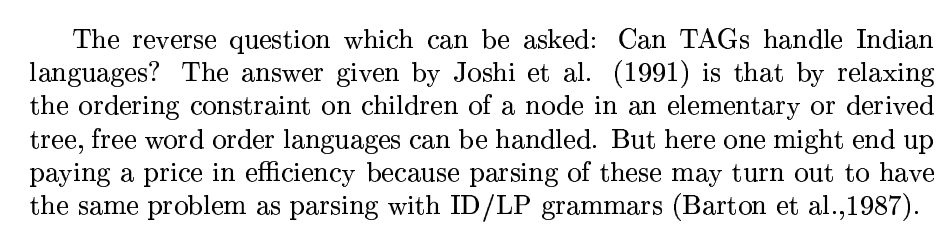 The reverse question which can be asked: Can TAGs handle Indian
languages? The answer given by Joshi et al. (1991) is that by relaxing
the ordering constraint on children of a node in an elementary or derived
tree, free word order languages can be handled. But here one might end up
paying a price in efficiency because parsing of these may turn out to have
the same problem as parsing with ID/LP grammars (Barton et al.,1987).